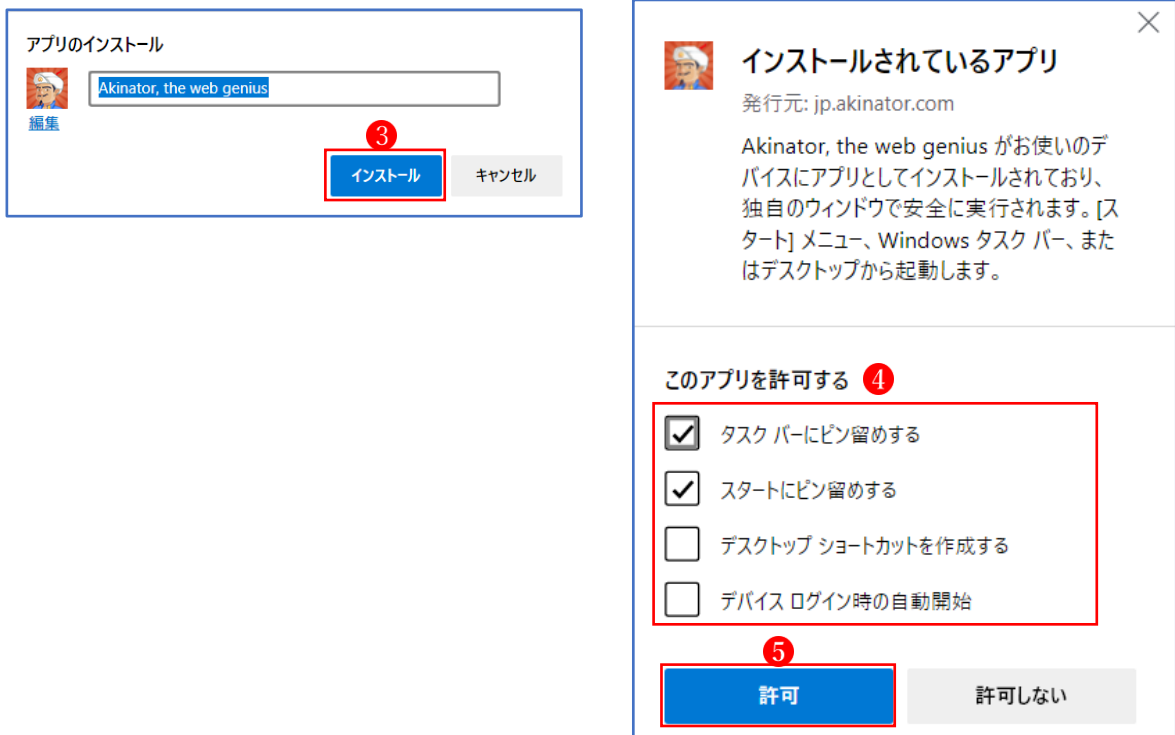 アプリのインストール
Akinator, the web genius
編集
3
インストール
キャンセル
インストールされているアプリ
発行元: jp.akinator.com
Akinator, the web genius がお使いのデ
バイスにアプリとしてインストールされており、
独自のウィンドウで安全に実行されます。[ス
タート] メニュー、Windows タスク バー、また
はデスクトップから起動します。
このアプリを許可する 4
タスク バーにピン留めする
スタートにピン留めする
デスクトップ ショートカットを作成する
デバイス ログイン時の自動開始
5
許可
許可しない